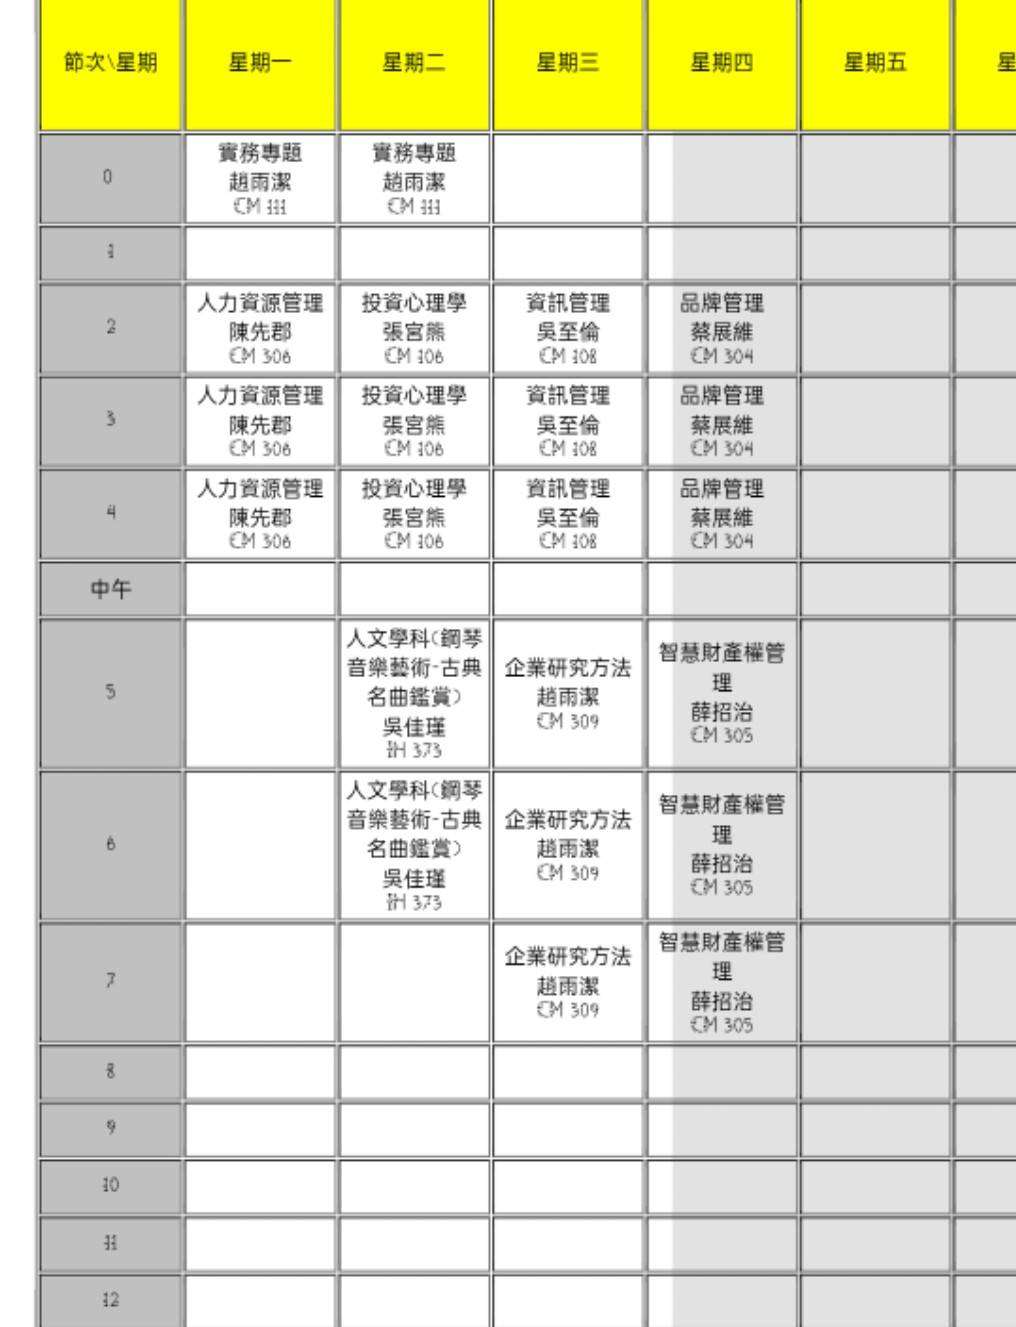 節次\星期 星期一 星期二 星期三 星期四 星期五 星
0 實務專題 實務專題
趙雨潔 趙雨潔
CM 111 CM 111
1
2 人力資源管理 投資心理學 資訊管理 品牌管理
陳先郡 張宮熊 吳至倫 蔡展維
CM 306 CM 106 CM 108 CM 304
3 人力資源管理 投資心理學 資訊管理 品牌管理
陳先郡 張宮熊 吳至倫 蔡展維
CM 306 CM 106 CM 108 CM 304
4 人力資源管理 投資心理學 資訊管理 品牌管理
陳先郡 張宮熊 吳至倫 蔡展維
CM 306 CM 106 CM 108 CM 304
中午
5 人文學科(鋼琴 企業研究方法 智慧財產權管
音樂藝術-古典 趙雨潔 理
名曲鑑賞) CM 309 薛招治
吳佳瑾 CM 305
IH 373
6 人文學科(鋼琴 企業研究方法 智慧財產權管
音樂藝術-古典 趙雨潔 理
名曲鑑賞) CM 309 薛招治
吳佳瑾 CM 305
IH 373
7 企業研究方法 智慧財產權管
趙雨潔 理
CM 309 薛招治
CM 305
8
9
10
11
12